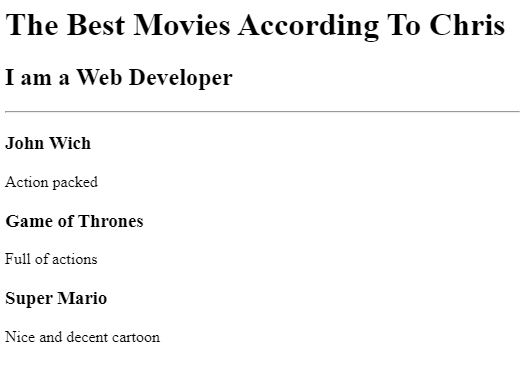 The Best Movies According To Chris
I am a Web Developer
John Wich
Action packed
Game of Thrones
Full of actions
Super Mario
Nice and decent cartoon